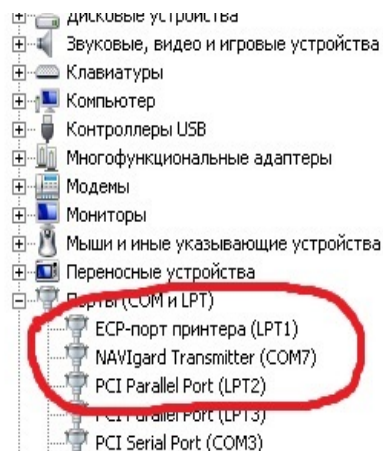 Дисковые устройства
Звуковые, видео и игровые устройства
Клавиатуры
Компьютер
Контроллеры USB
Многофункциональные адаптеры
Модемы
Мониторы
Мыши и иные указывающие устройства
Переносные устройства
Порты (COM и LPT)
ECP-порт принтера (LPT1)
NAVIgard Transmitter (COM7)
PCI Parallel Port (LPT2)
PCI Parallel Port (LPT3)
PCI Serial Port (COM3)